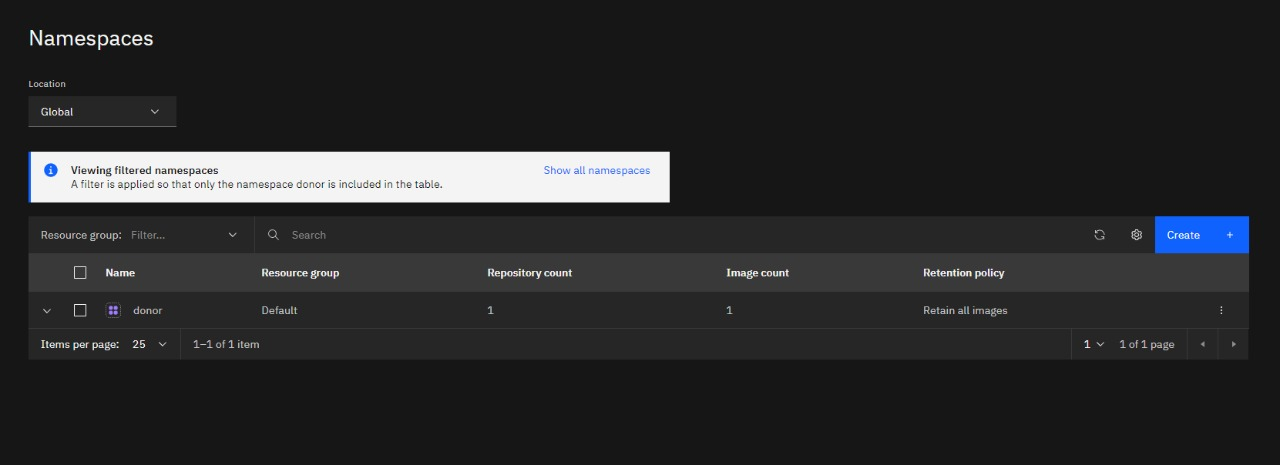 Namespaces
Location
Global
Viewing filtered namespaces Show all namespaces
A filter is applied so that only the namespace donor is included in the table.
Resource group: Filter... Search Create +
Name Resource group Repository count Image count Retention policy
donor Default 1 1 Retain all images
Items per page: 25 1–1 of 1 item 1 1 of 1 page